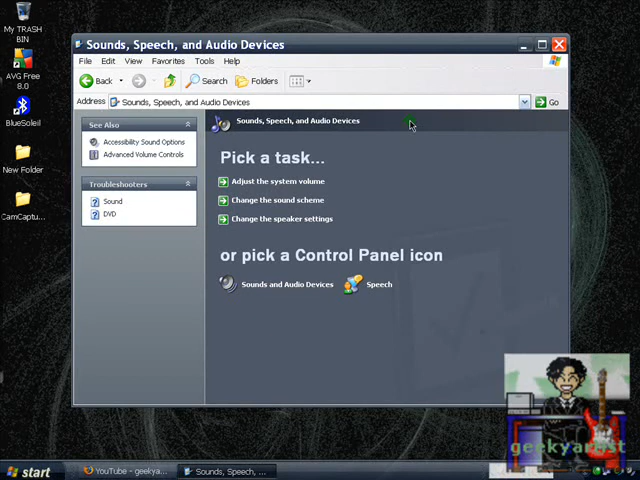 My TRASH
BIN
AVG Free
8.0
BlueSoleil
New Folder
CamCaptu...
Sounds, Speech, and Audio Devices
File Edit View Favorites Tools Help
Back Search Folders
Address Sounds, Speech, and Audio Devices Go
See Also
Accessibility Sound Options
Advanced Volume Controls
Troubleshooters
Sound
DVD
Sounds, Speech, and Audio Devices
Pick a task...
Adjust the system volume
Change the sound scheme
Change the speaker settings
or pick a Control Panel icon
Sounds and Audio Devices Speech
geekyartist
start YouTube - geekya... Sounds, Speech, ...